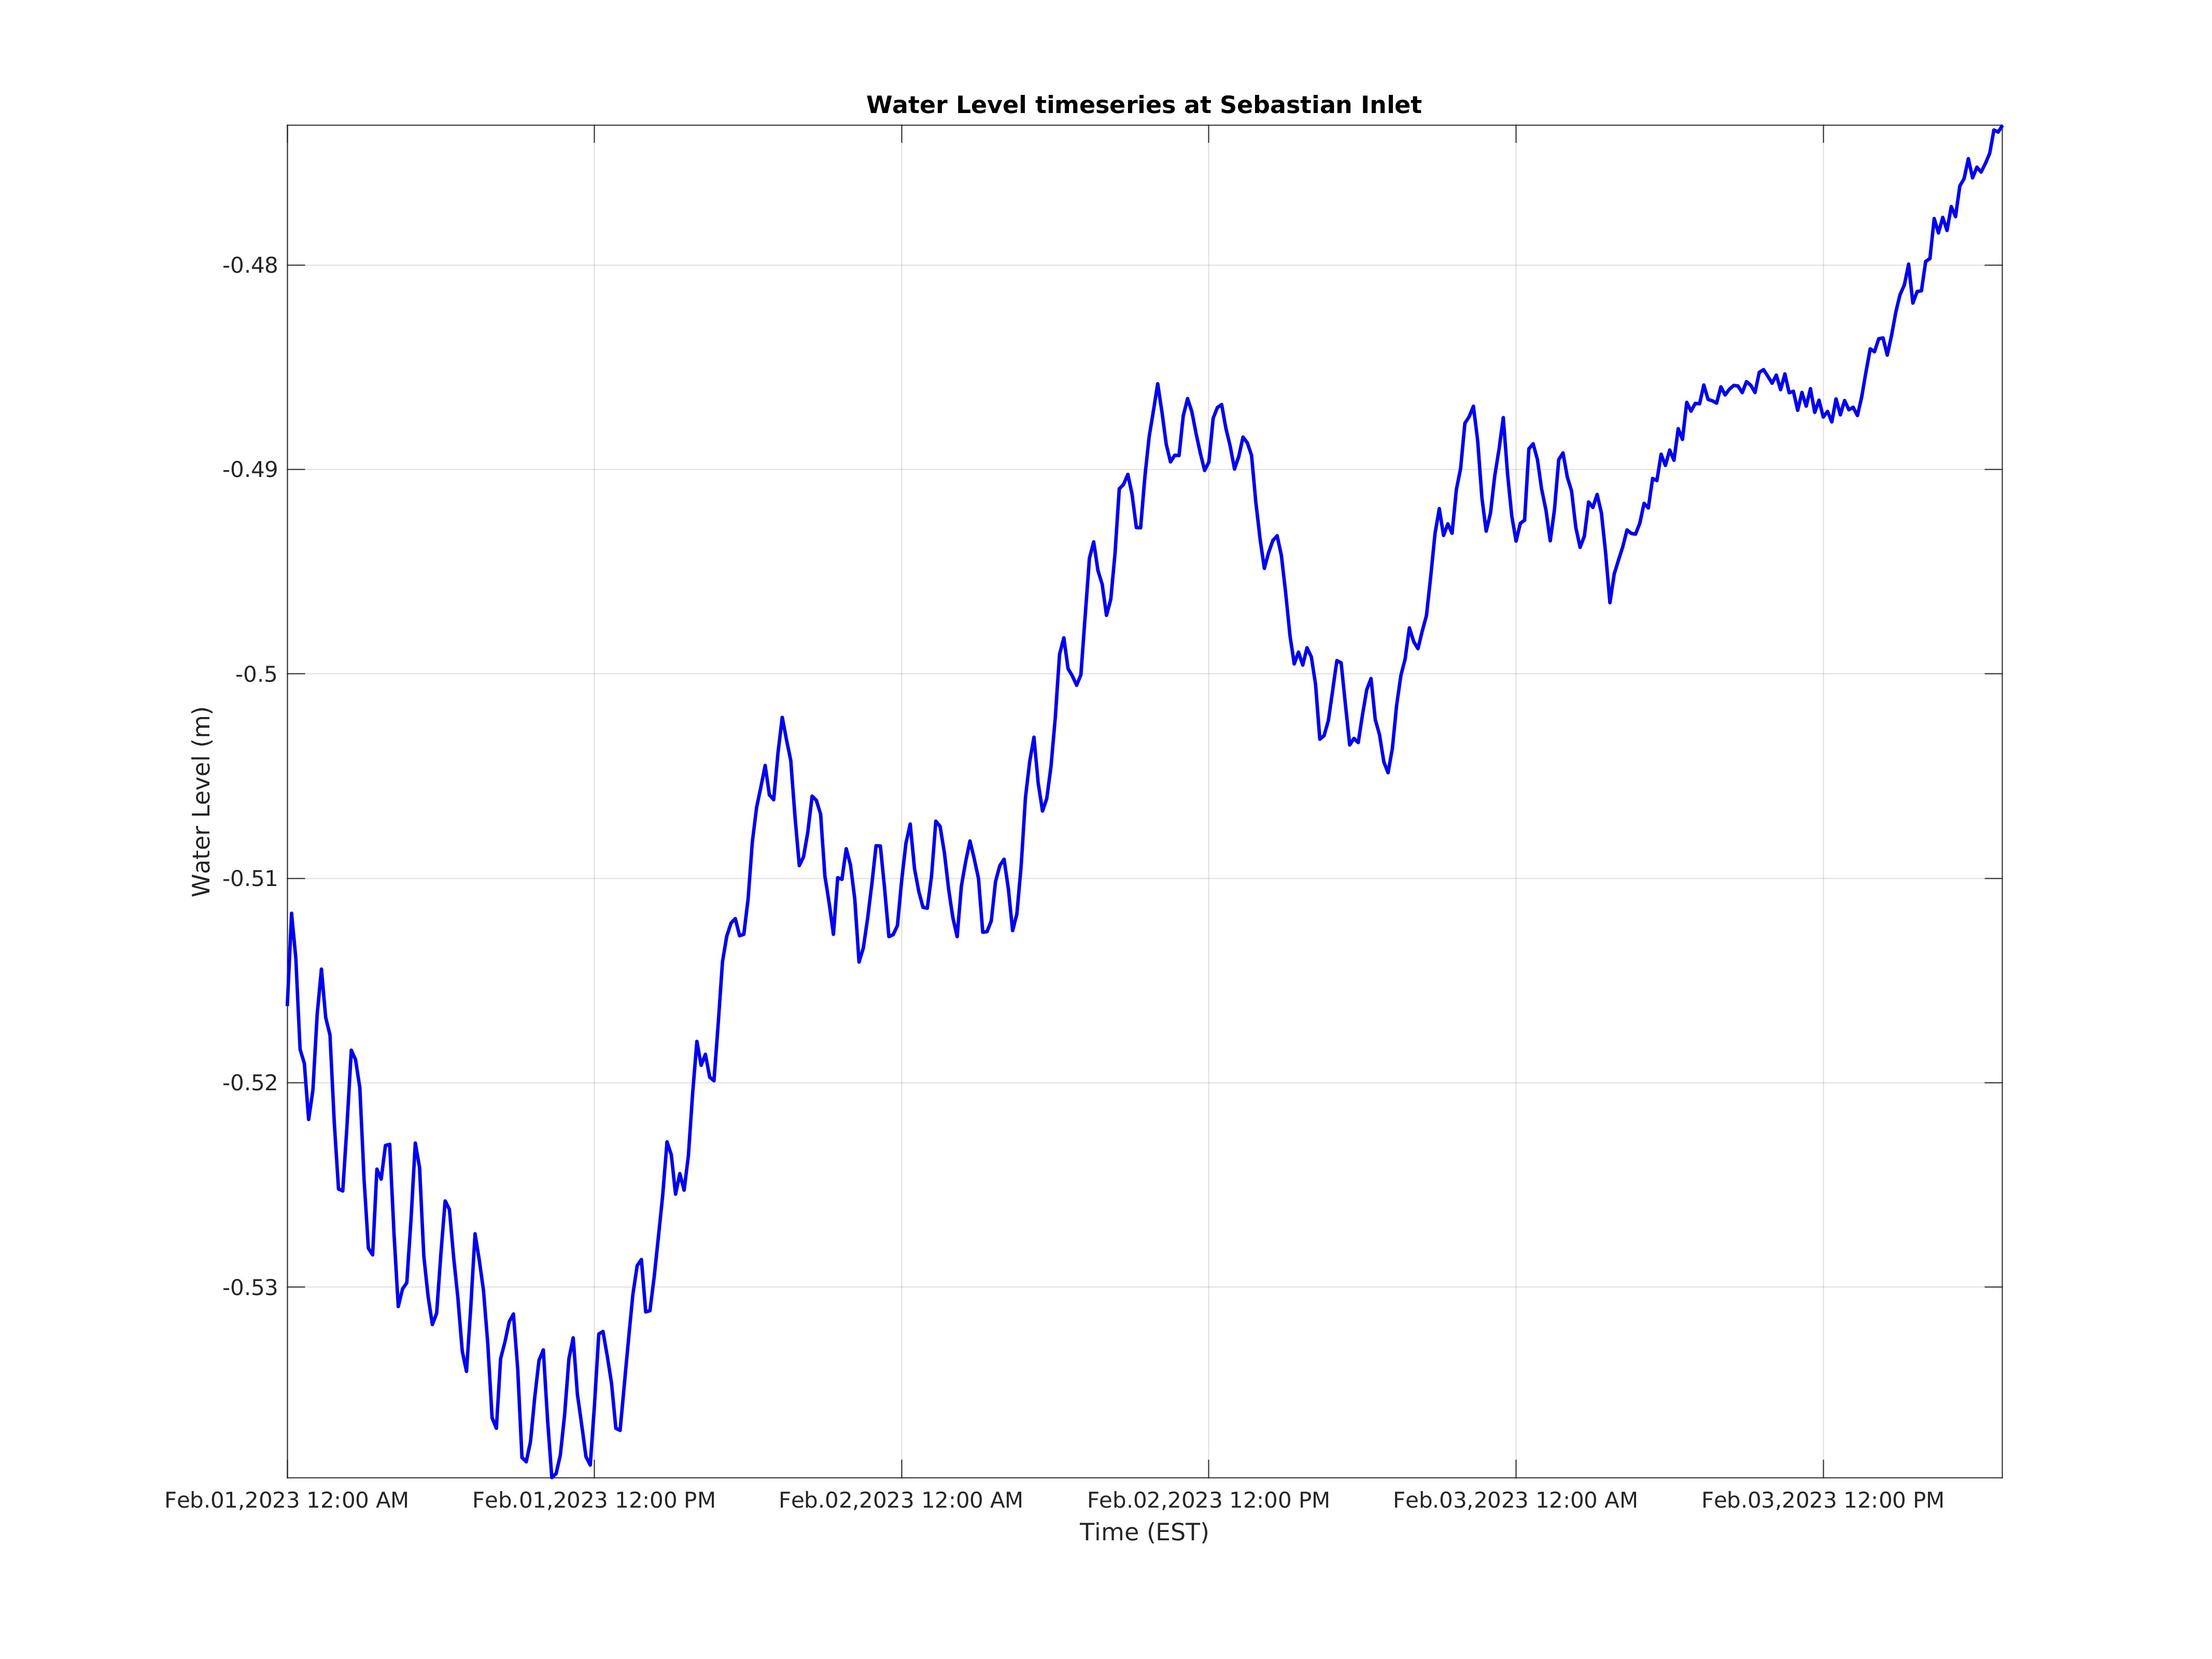 Water Level timeseries at Sebastian Inlet
-0.48
-0.49
-0.5
-0.51
-0.52
-0.53
Water Level (m)
Feb.01,2023 12:00 AM
Feb.01,2023 12:00 PM
Feb.02,2023 12:00 AM
Feb.02,2023 12:00 PM
Feb.03,2023 12:00 AM
Feb.03,2023 12:00 PM
Time (EST)